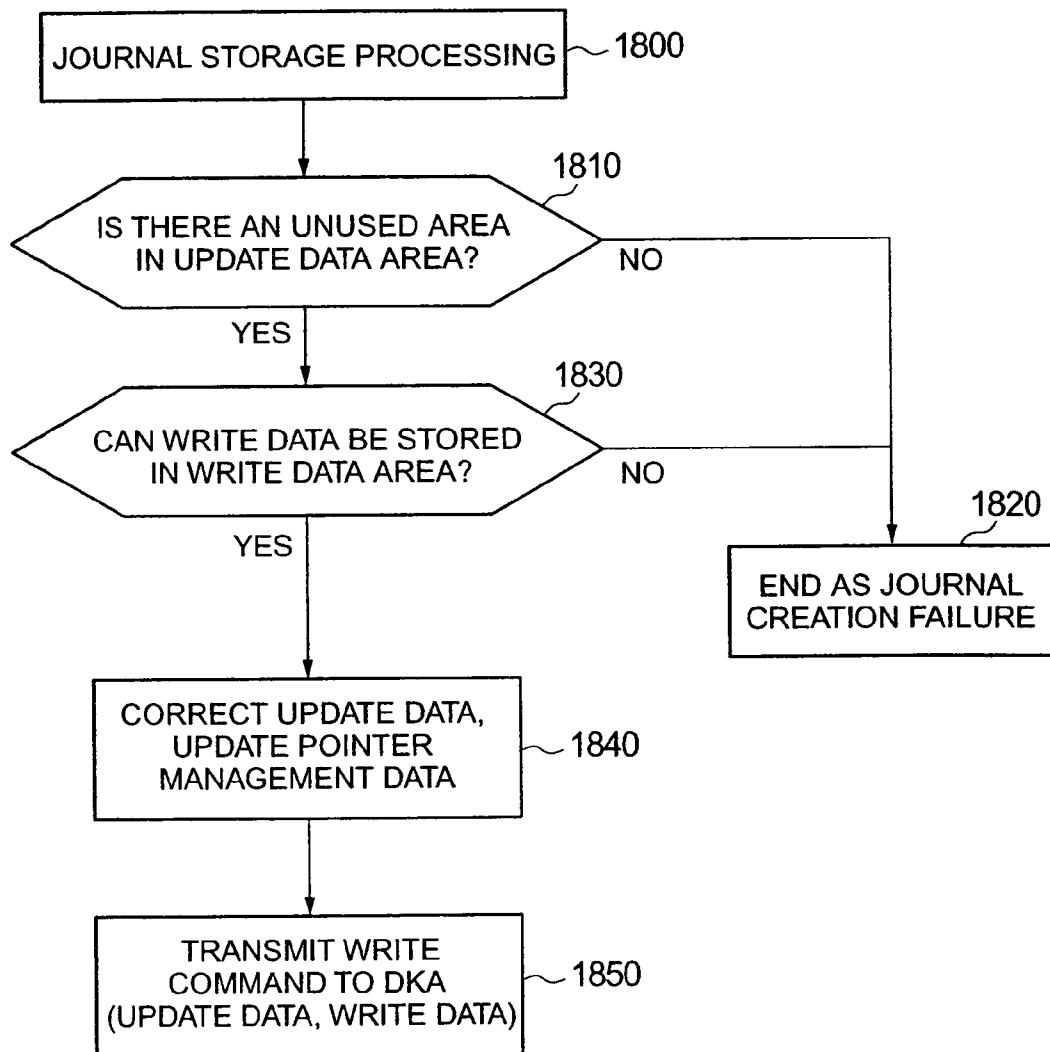 JOURNAL STORAGE PROCESSING
1800
1810
IS THERE AN UNUSED AREA
IN UPDATE DATA AREA?
NO
YES
1830
CAN WRITE DATA BE STORED
IN WRITE DATA AREA?
NO
YES
1820
END AS JOURNAL
CREATION FAILURE
CORRECT UPDATE DATA,
UPDATE POINTER
MANAGEMENT DATA
1840
TRANSMIT WRITE
COMMAND TO DKA
(UPDATE DATA, WRITE DATA)
1850